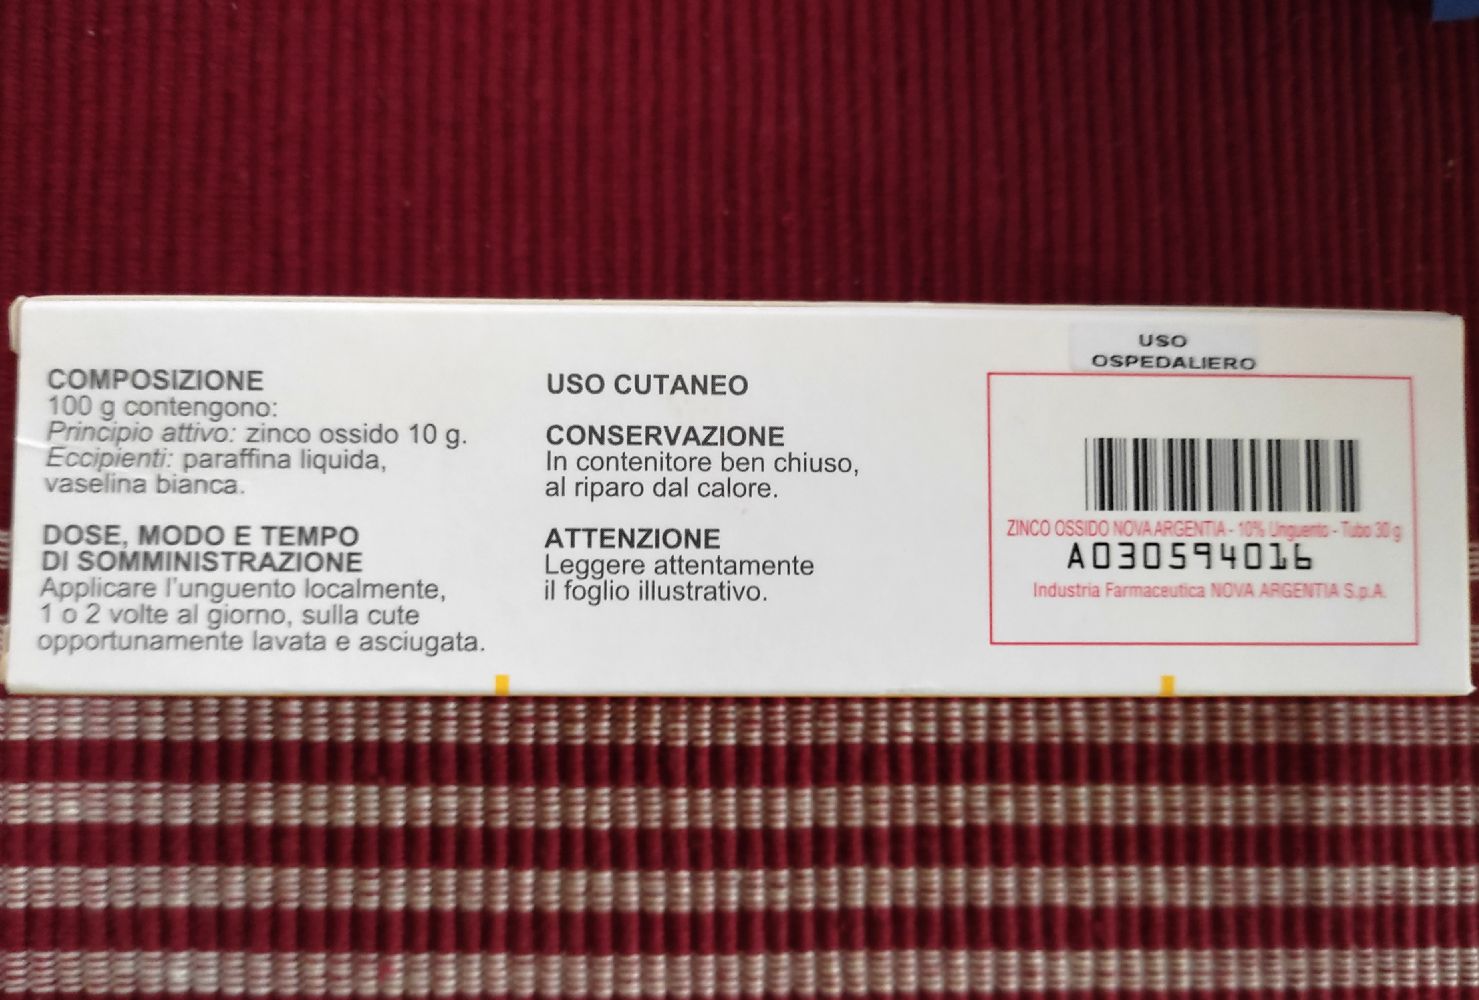 COMPOSIZIONE
100 g contengono:
Principio attivo: zinco ossido 10 g.
Eccipienti: paraffina liquida,
vaselina bianca.
DOSE, MODO E TEMPO
DI SOMMINISTRAZIONE
Applicare l'unguento localmente,
1 o 2 volte al giorno, sulla cute
opportunamente lavata e asciugata.
USO CUTANEO
CONSERVAZIONE
In contenitore ben chiuso,
al riparo dal calore.
ATTENZIONE
Leggere attentamente
il foglio illustrativo.
USO
OSPEDALIERO
ZINCO OSSIDO NOVA ARGENTIA - 10% Unguento - Tubo 30 g
A030594016
Industria Farmaceutica NOVA ARGENTIA S.p.A.